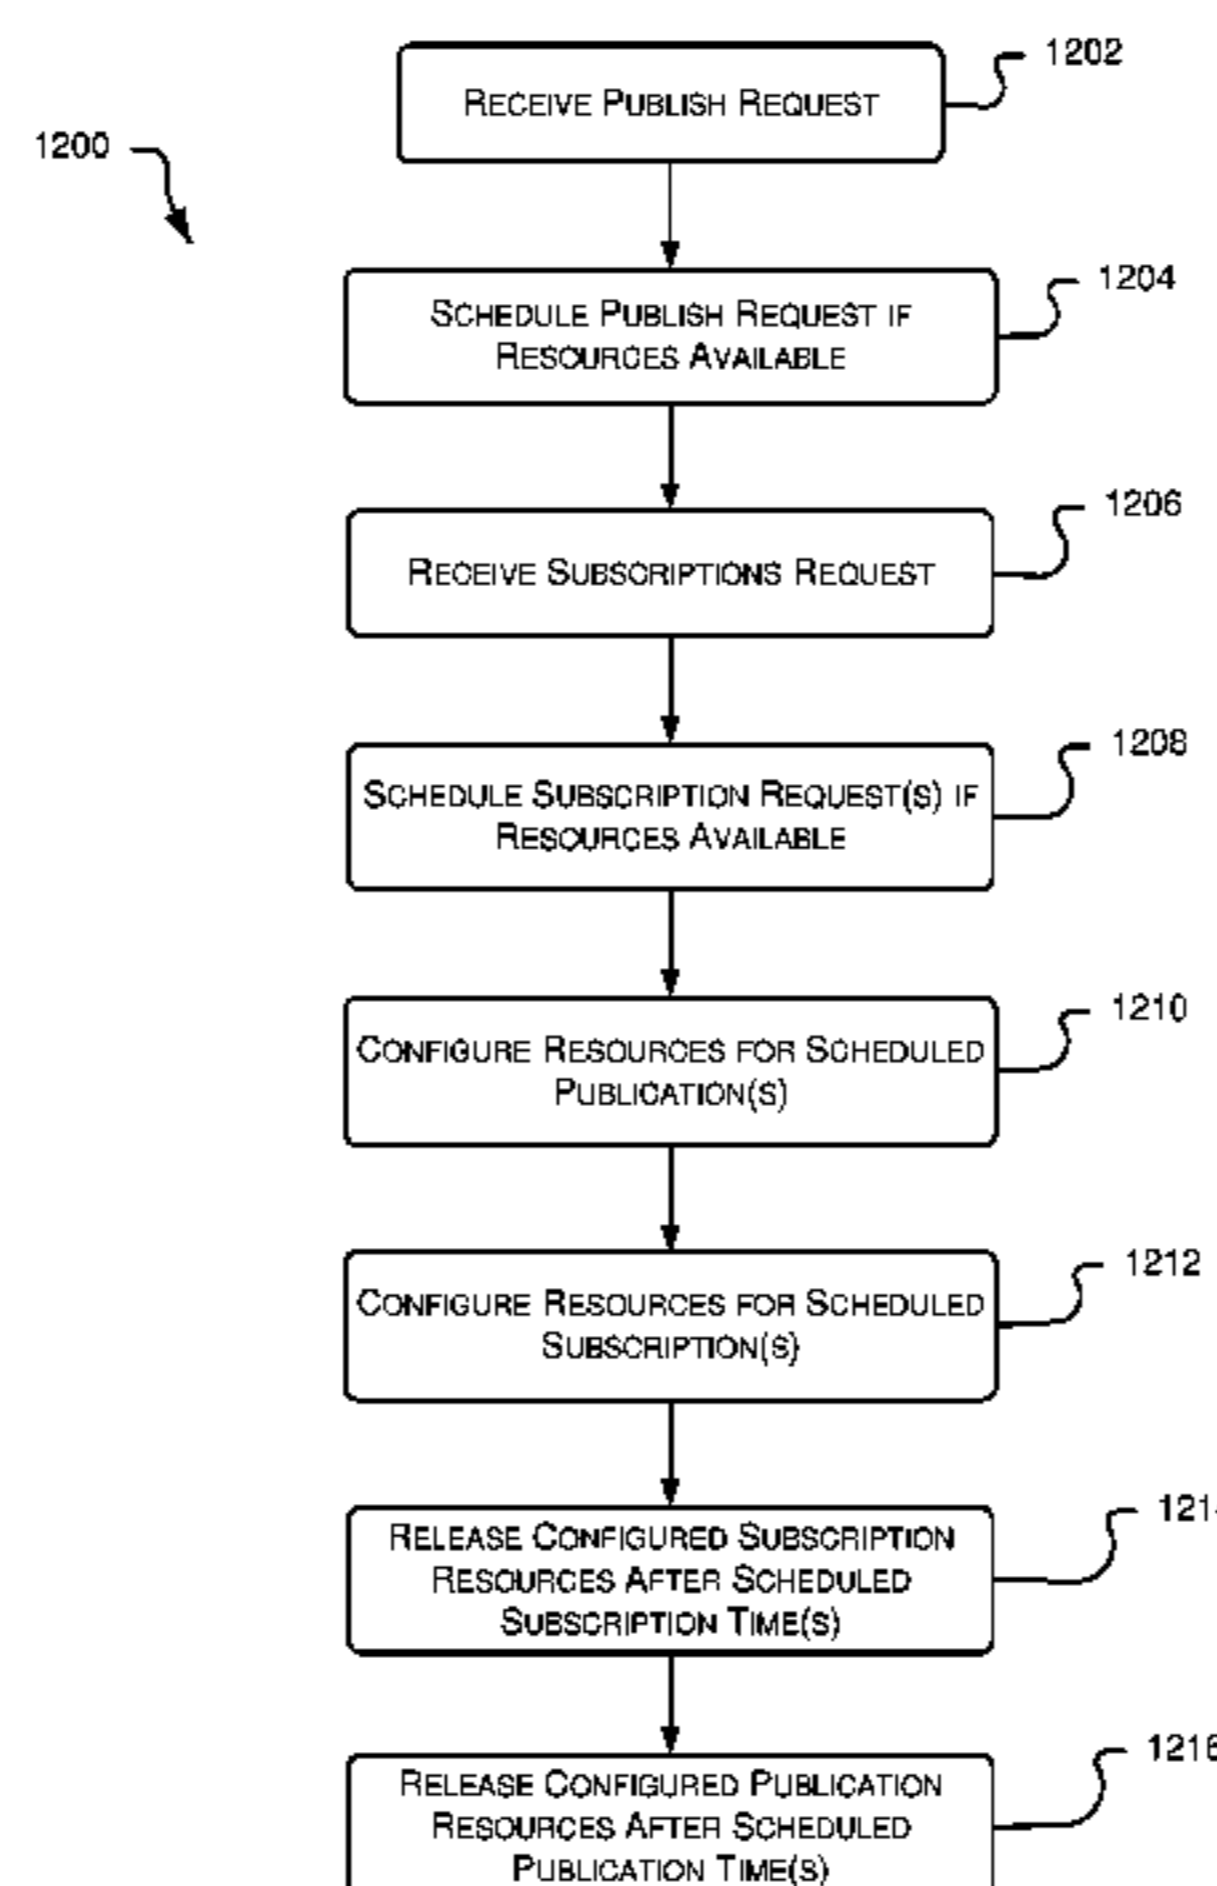 1202
RECEIVE PUBLISH REQUEST
1200
1204
SCHEDULE PUBLISH REQUEST IF
RESOURCES AVAILABLE
1206
RECEIVE SUBSCRIPTIONS REQUEST
1208
SCHEDULE SUBSCRIPTION REQUEST(S) IF
RESOURCES AVAILABLE
1210
CONFIGURE RESOURCES FOR SCHEDULED
PUBLICATION(S)
1212
CONFIGURE RESOURCES FOR SCHEDULED
SUBSCRIPTION(S)
RELEASE CONFIGURED SUBSCRIPTION
RESOURCES AFTER SCHEDULED
SUBSCRIPTION TIME(S)
1216
RELEASE CONFIGURED PUBLICATION
RESOURCES AFTER SCHEDULED
PUBLICATION TIME(S)